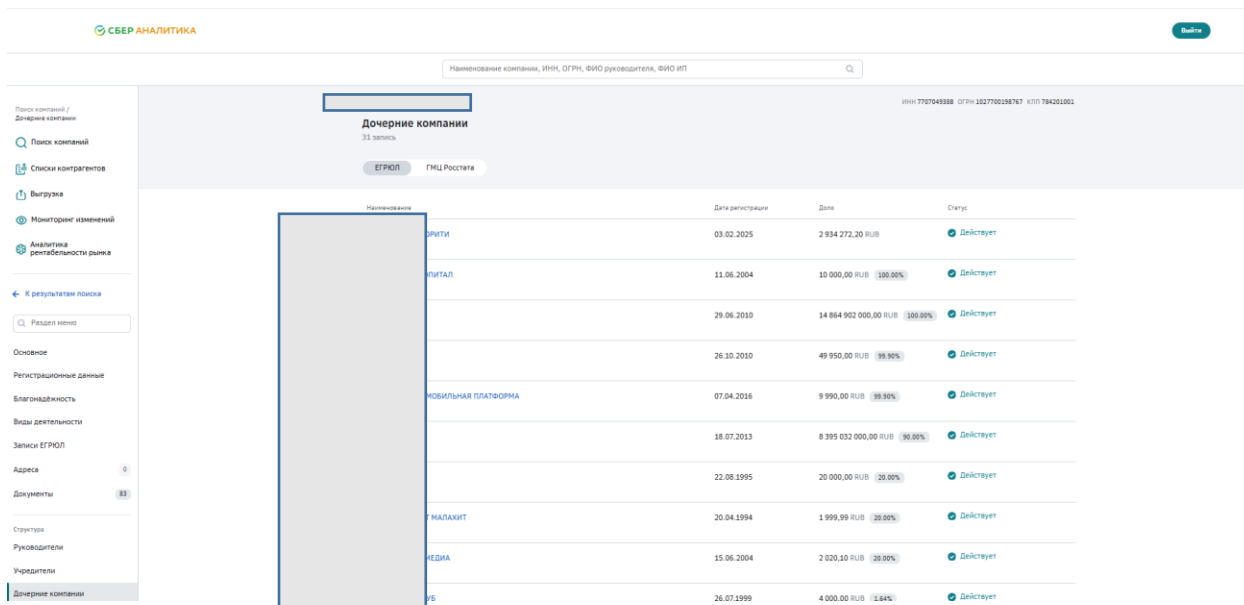 СБЕР АНАЛИТИКА
Выйти
Наименование компании, ИНН, ОГРН, ФИО руководителя, ФИО ИП
Поиск компаний /
Дочерние компании
Поиск компаний
Списки контрагентов
Выгрузка
Мониторинг изменений
Аналитика
рентабельности рынка
К результатам поиска
Раздел меню
Основное
Регистрационные данные
Благонадёжность
Виды деятельности
Записи ЕГРЮЛ
Адреса 0
Документы 83
Структура
Руководители
Учредители
Дочерние компании
ИНН 7707049388 ОГРН 1027700198767 КПП 784201001
Дочерние компании
31 запись
ЕГРЮЛ ГМЦ Росстата
Наименование Дата регистрации Доля Статус
ОРИТИ 03.02.2025 2 934 272,20 RUB Действует
ПИТАЛ 11.06.2004 10 000,00 RUB 100.00% Действует
29.06.2010 14 864 902 000,00 RUB 100.00% Действует
26.10.2010 49 950,00 RUB 99.90% Действует
МОБИЛЬНАЯ ПЛАТФОРМА 07.04.2016 9 990,00 RUB 99.90% Действует
18.07.2013 8 395 032 000,00 RUB 90.00% Действует
22.08.1995 20 000,00 RUB 20.00% Действует
Т МАЛАХИТ 20.04.1994 1 999,99 RUB 20.00% Действует
МЕДИА 15.06.2004 2 020,10 RUB 20.00% Действует
УБ 26.07.1999 4 000,00 RUB 1.64% Действует